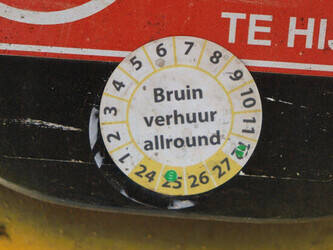 TE HI
1 2 3 4 5 6 7 8 9 10 11 12
Bruin
verhuur
allround
24 25 26 27